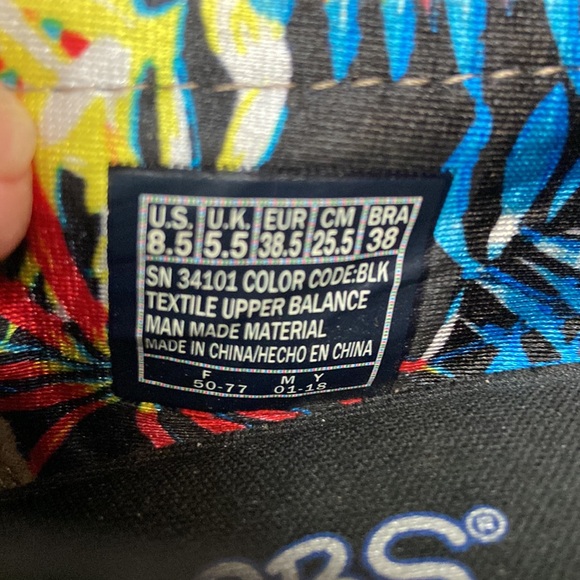 U.S. U.K. EUR CM BRA
8.5 5.5 38.5 25.5 38
SN 34101 COLOR CODE:BLK
TEXTILE UPPER BALANCE
MAN MADE MATERIAL
MADE IN CHINA/HECHO EN CHINA
F M Y
50-77 01-18
OBS®